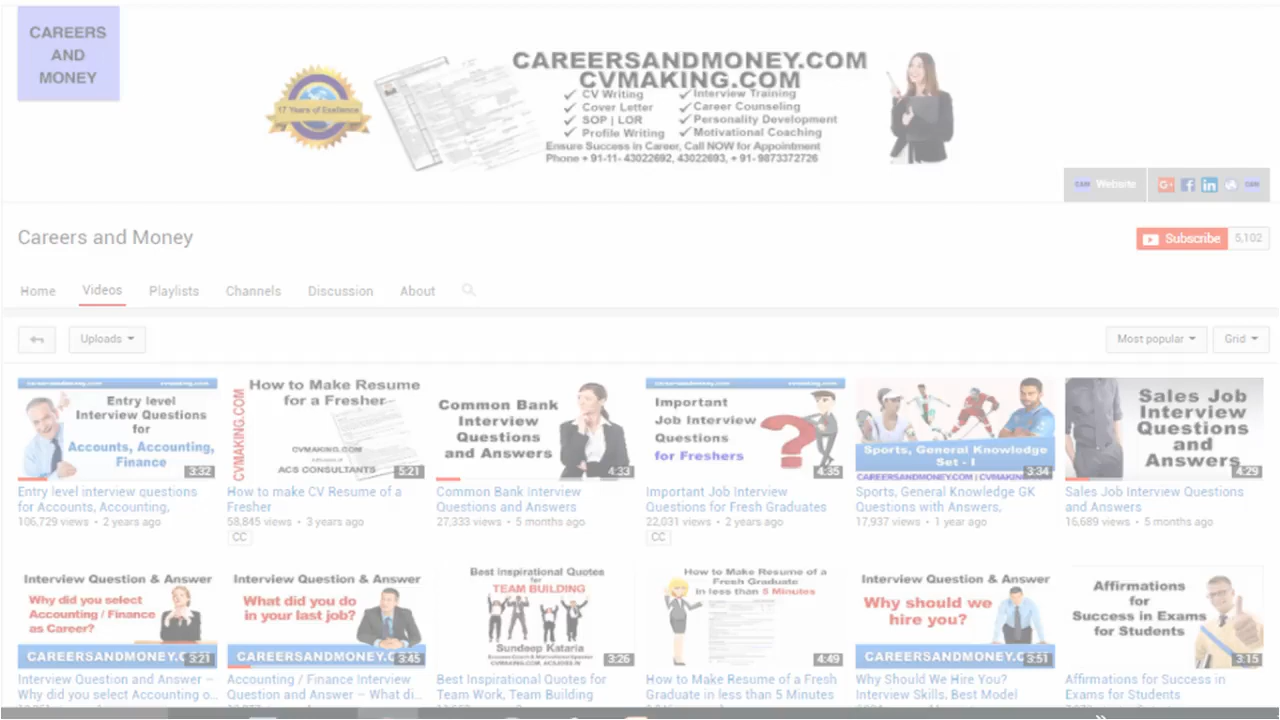 CAREERS
AND
MONEY
CAREERSANDMONEY.COM
CVMAKING.COM
17 Years of Exellence
✓ CV Writing ✓ Interview Training
✓ Cover Letter ✓ Career Counseling
✓ SOP | LOR ✓ Personality Development
✓ Profile Writing ✓ Motivational Coaching
Ensure Success in Career, Call NOW for Appointment
Phone + 91-11- 43022692, 43022693, + 91- 9873372726
Website
Careers and Money
Subscribe 5,102
Home Videos Playlists Channels Discussion About
Uploads Most popular Grid
careersandmoney.com
Entry level
Interview Questions
for
Accounts, Accounting,
Finance
3:32
Entry level interview questions
for Accounts, Accounting,
106,729 views • 2 years ago
How to Make Resume
for a Fresher
CVMAKING.COM
CVMAKING.COM
ACS CONSULTANTS
5:21
How to make CV Resume of a
Fresher
58,845 views • 3 years ago
CC
Common Bank
Interview
Questions
and Answers
4:33
Common Bank Interview
Questions and Answers
27,333 views • 5 months ago
Important
Job Interview
Questions
for Freshers
4:35
Important Job Interview
Questions for Fresh Graduates
22,031 views • 2 years ago
CC
Sports, General Knowledge
Set - I
CAREERSANDMONEY.COM | CVMAKING.COM
3:34
Sports, General Knowledge GK
Questions with Answers,
17,937 views • 1 year ago
Sales Job
Interview
Questions
and
Answers
4:29
Sales Job Interview Questions
and Answers
16,689 views • 5 months ago
Interview Question & Answer
Why did you select
Accounting / Finance
as Career?
CAREERSANDMONEY.C
3:21
Interview Question and Answer –
Why did you select Accounting o...
Interview Question & Answer
What did you do
in your last job?
CAREERSANDMONEY.C
3:45
Accounting / Finance Interview
Question and Answer – What di...
Best Inspirational Quotes
for
TEAM BUILDING
Sundeep Kataria
3:26
Best Inspirational Quotes for
Team Work, Team Building
How to Make Resume of a
Fresh Graduate
in less than 5 Minutes
4:49
How to Make Resume of a Fresh
Graduate in less than 5 Minutes
Interview Question & Answer
Why should we
hire you?
CAREERSANDMONEY.C
3:51
Why Should We Hire You?
Interview Skills, Best Model
Affirmations
for
Success in Exams
for Students
3:15
Affirmations for Success in
Exams for Students